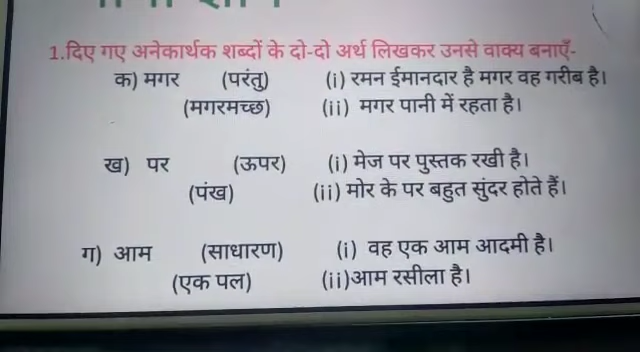 1.दिए गए अनेकार्थक शब्दों के दो-दो अर्थ लिखकर उनसे वाक्य बनाएँ-
क) मगर (परंतु) (i) रमन ईमानदार है मगर वह गरीब है।
(मगरमच्छ) (ii) मगर पानी में रहता है।
ख) पर (ऊपर) (i) मेज पर पुस्तक रखी है।
(पंख) (ii) मोर के पर बहुत सुंदर होते हैं।
ग) आम (साधारण) (i) वह एक आम आदमी है।
(एक पल) (ii)आम रसीला है।